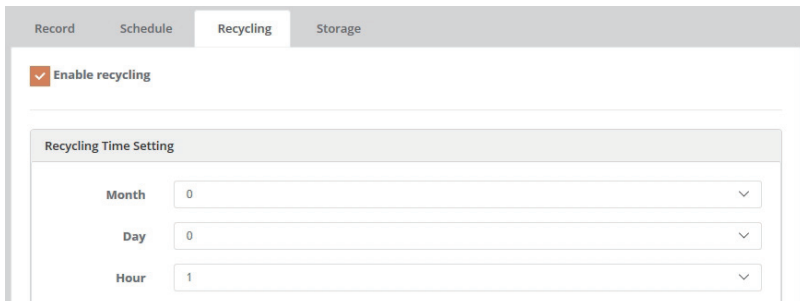 Record Schedule Recycling Storage
Enable recycling
Recycling Time Setting
Month 0
Day 0
Hour 1